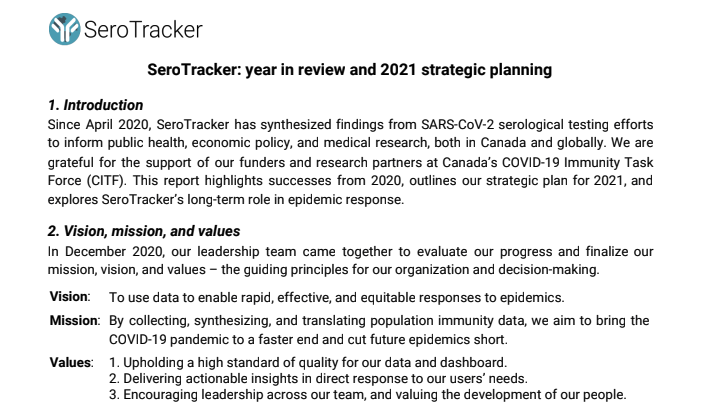 SeroTracker
SeroTracker: year in review and 2021 strategic planning
1. Introduction
Since April 2020, SeroTracker has synthesized findings from SARS-CoV-2 serological testing efforts
to inform public health, economic policy, and medical research, both in Canada and globally. We are
grateful for the support of our funders and research partners at Canada's COVID-19 Immunity Task
Force (CITF). This report highlights successes from 2020, outlines our strategic plan for 2021, and
explores SeroTracker's long-term role in epidemic response.
2. Vision, mission, and values
In December 2020, our leadership team came together to evaluate our progress and finalize our
mission, vision, and values – the guiding principles for our organization and decision-making.
Vision: To use data to enable rapid, effective, and equitable responses to epidemics.
Mission: By collecting, synthesizing, and translating population immunity data, we aim to bring the
COVID-19 pandemic to a faster end and cut future epidemics short.
Values: 1. Upholding a high standard of quality for our data and dashboard.
2. Delivering actionable insights in direct response to our users' needs.
3. Encouraging leadership across our team, and valuing the development of our people.